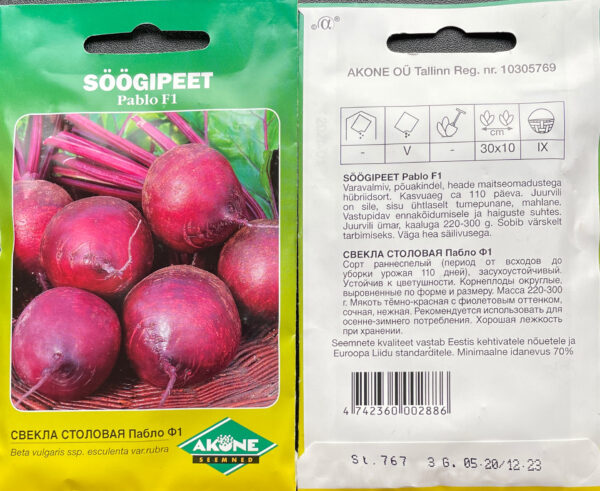 SÖÖGIPEET
Pablo F1
СВЕКЛА СТОЛОВАЯ Пабло Ф1
Beta vulgaris ssp. esculenta var.rubra
AKONE
SEEMNED
© α
AKONE OÜ Tallinn Reg. nr. 10305769
cm
- V - 30x10 IX
SÖÖGIPEET Pablo F1
Varavalmiv, põuakindel, heade maitseomadustega
hübriidsort. Kasvuaeg ca 110 päeva. Juurvili
on sile, sisu ühtlaselt tumepunane, mahlane.
Vastupidav ennakõidumisele ja haiguste suhtes.
Juurvili ümar, kaaluga 220-300 g. Sobib värskelt
tarbimiseks. Väga hea säilivusega.
СВЕКЛА СТОЛОВАЯ Пабло Ф1
Сорт раннеспелый (период от всходов до
уборки урожая 110 дней), засухоустойчивый.
Устойчив к цветушности. Корнеплоды округлые,
выровненные по форме и размеру. Масса 220-300
г. Мякоть тёмно-красная с фиолетовым оттенком,
сочная, нежная. Рекомендуется использовать для
осенне-зимнего потребления. Хорошая лежкость
при хранении.
Seemnete kvaliteet vastab Eestis kehtivatele nõuetele ja
Euroopa Liidu standarditele. Minimaalne idanevus 70%
4 742360 002886
St.767 3 G. 05.20/12.23